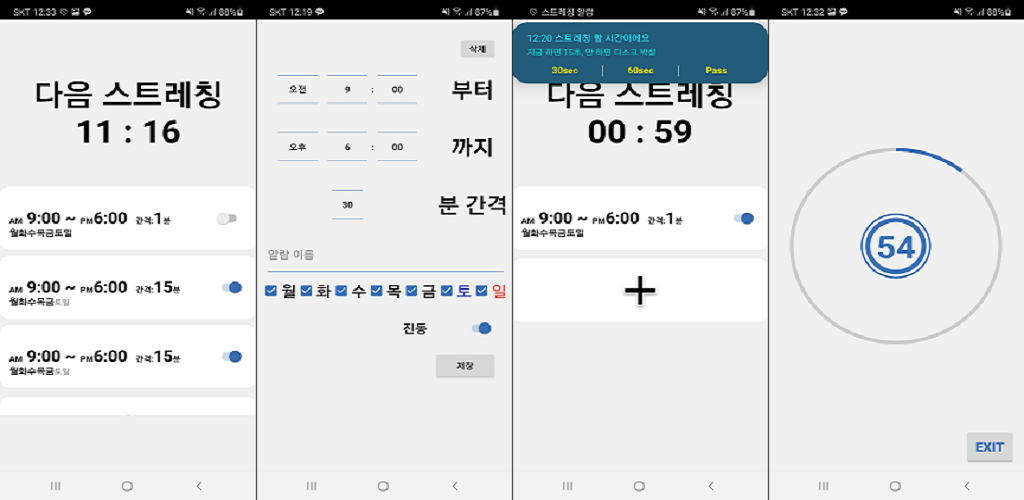 SKT 12:33 88%
다음 스트레칭
11 : 16
AM 9:00 ~ PM 6:00 간격:1분
월화수목금토일
AM 9:00 ~ PM 6:00 간격:15분
월화수목금토일
AM 9:00 ~ PM 6:00 간격:15분
월화수목금토일
SKT 12:19 87%
삭제
오전 9 : 00 부터
오후 6 : 00 까지
30 분 간격
알람 이름
월 화 수 목 금 토 일
진동
저장
스트레칭 알람 87%
12:20 스트레칭 할 시간이에요
지금 하면 15초, 안 하면 디스크 박살
30sec 60sec Pass
다음 스트레칭
00 : 59
AM 9:00 ~ PM 6:00 간격:1분
월화수목금토일
SKT 12:32 88%
54
EXIT